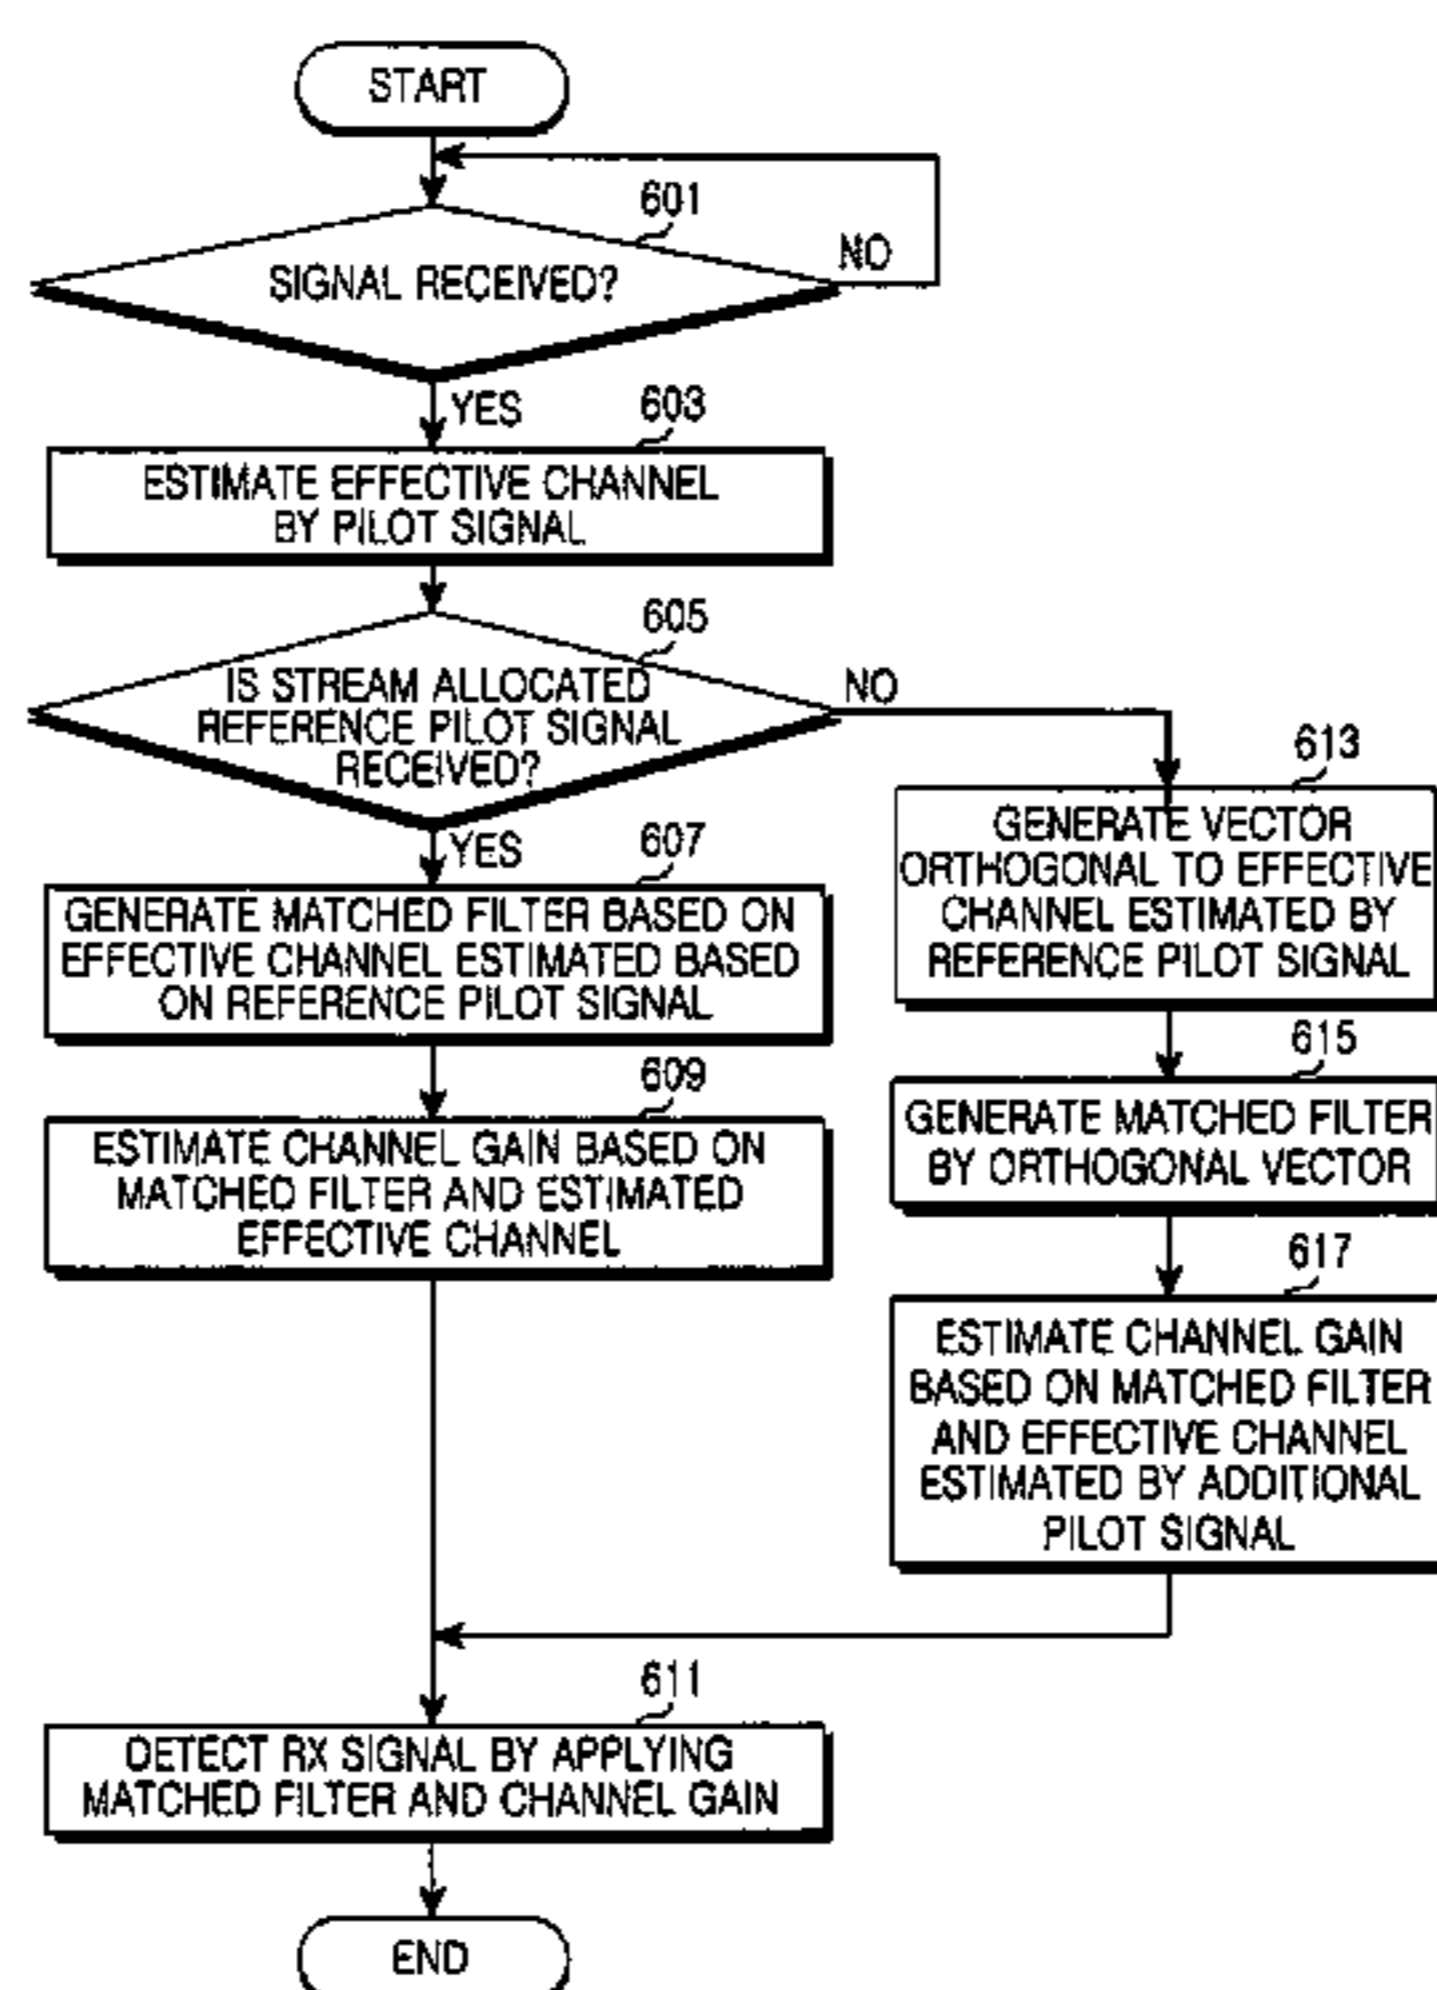 START
601
SIGNAL RECEIVED?
NO
YES
603
ESTIMATE EFFECTIVE CHANNEL
BY PILOT SIGNAL
605
IS STREAM ALLOCATED
REFERENCE PILOT SIGNAL
RECEIVED?
NO
YES
607
GENERATE MATCHED FILTER BASED ON
EFFECTIVE CHANNEL ESTIMATED BASED
ON REFERENCE PILOT SIGNAL
609
ESTIMATE CHANNEL GAIN BASED ON
MATCHED FILTER AND ESTIMATED
EFFECTIVE CHANNEL
613
GENERATE VECTOR
ORTHOGONAL TO EFFECTIVE
CHANNEL ESTIMATED BY
REFERENCE PILOT SIGNAL
615
GENERATE MATCHED FILTER
BY ORTHOGONAL VECTOR
617
ESTIMATE CHANNEL GAIN
BASED ON MATCHED FILTER
AND EFFECTIVE CHANNEL
ESTIMATED BY ADDITIONAL
PILOT SIGNAL
611
DETECT RX SIGNAL BY APPLYING
MATCHED FILTER AND CHANNEL GAIN
END